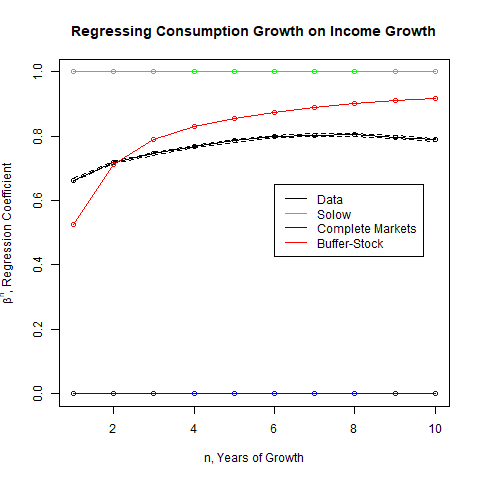 Regressing Consumption Growth on Income Growth
β^n, Regression Coefficient
1.0
0.8
0.6
0.4
0.2
0.0
Data
Solow
Complete Markets
Buffer-Stock
2 4 6 8 10
n, Years of Growth